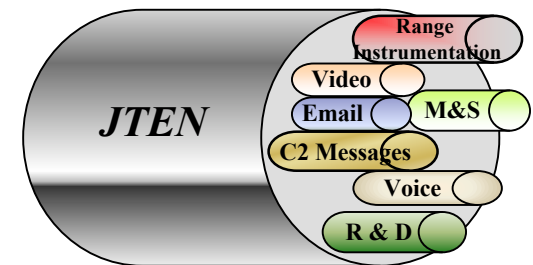 Range
Instrumentation
Video
JTEN
Email
M&S
C2 Messages
Voice
R & D